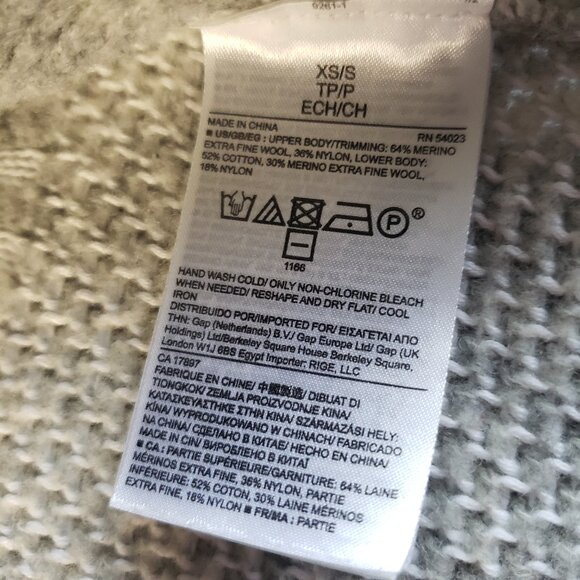 9261-1
1/2
XS/S
TP/P
ECH/CH
MADE IN CHINA RN 54023
■ US/GB/EG : UPPER BODY/TRIMMING: 64% MERINO
EXTRA FINE WOOL, 36% NYLON, LOWER BODY:
52% COTTON, 30% MERINO EXTRA FINE WOOL,
18% NYLON
P®
1166
HAND WASH COLD/ ONLY NON-CHLORINE BLEACH
WHEN NEEDED/ RESHAPE AND DRY FLAT/ COOL
IRON
DISTRIBUIDO POR/IMPORTED FOR/ ΕΙΣΑΓΕΤΑΙ ΑΠΟ
ΤΗΝ: Gap (Netherlands) B.V./ Gap Europe Ltd/ Gap (UK
Holdings) Ltd/Berkeley Square House Berkeley Square,
London W1J 6BS Egypt Importer: RIGE, LLC
CA 17897
FABRIQUÉ EN CHINE/ 中國製造/ DIBUAT DI
TIONGKOK/ ZEMLJA PROIZVODNJE KINA/
ΚΑΤΑΣΚΕΥΑΣΤΗΚΕ ΣΤΗΝ ΚΙΝΑ/ SZÁRMAZÁSI HELY:
KÍNA/ WYPRODUKOWANO W CHINACH/ FABRICADO
NA CHINA/ СДЕЛАНО В КИТАЕ/ HECHO EN CHINA/
MADE IN ÇIN/ ВИРОБЛЕНО В КИТАЇ
■ CA : PARTIE SUPÉRIEURE/GARNITURE: 64% LAINE
MÉRINOS EXTRA FINE, 36% NYLON, PARTIE
INFÉRIEURE: 52% COTON, 30% LAINE MÉRINOS
EXTRA FINE, 18% NYLON ■ FR/MA : PARTIE